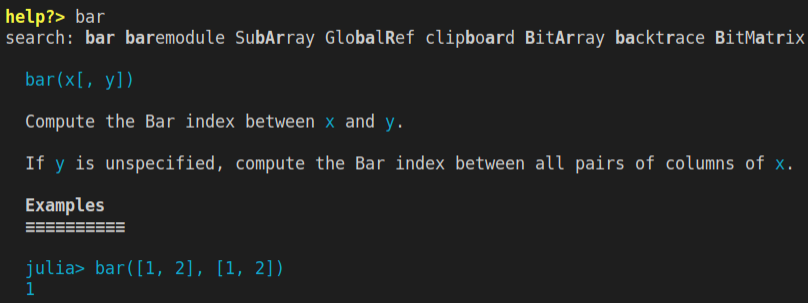 help?> bar
search: bar baremodule SubArray GlobalRef clipboard BitArray backtrace BitMatrix
bar(x[, y])
Compute the Bar index between x and y.
If y is unspecified, compute the Bar index between all pairs of columns of x.
Examples
≡≡≡≡≡≡≡≡≡≡
julia> bar([1, 2], [1, 2])
1